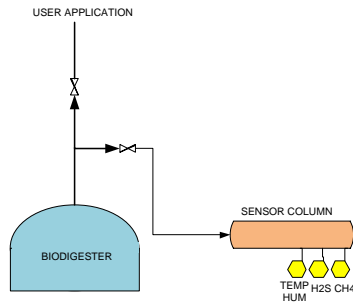 USER APPLICATION
SENSOR COLUMN
BIODIGESTER
TEMP H2S CH4
HUM